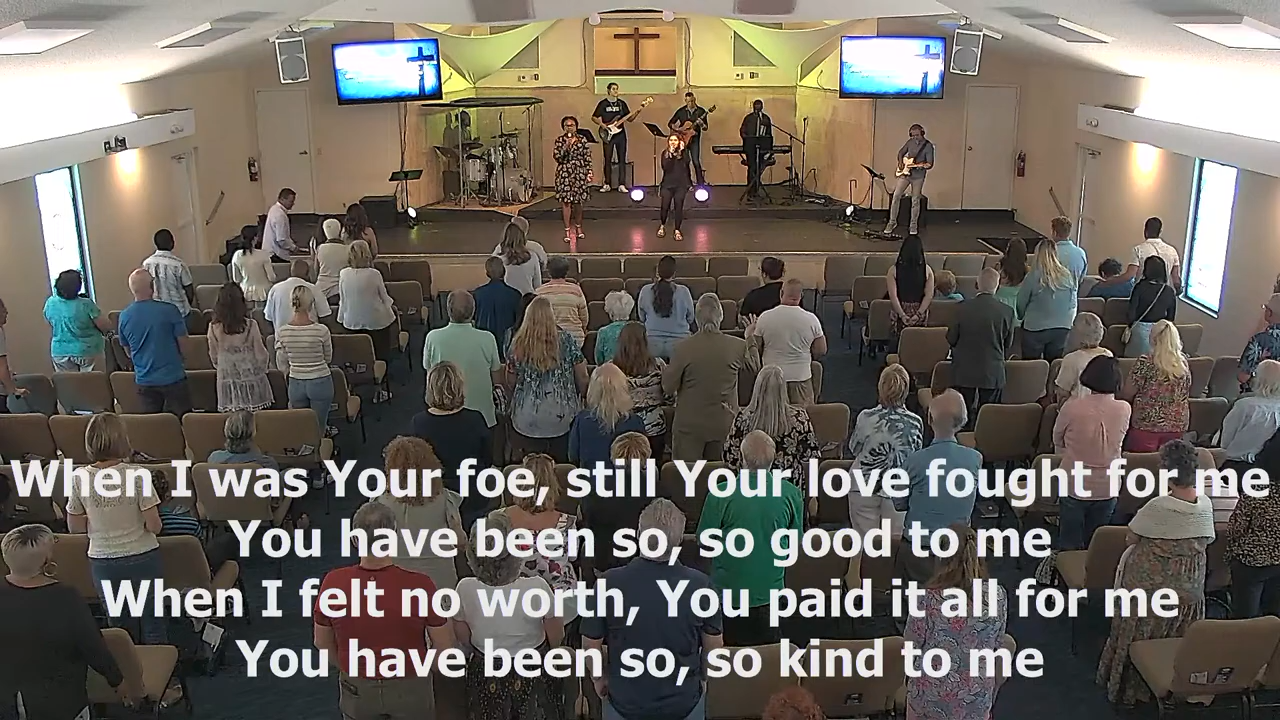 When I was Your foe, still Your love fought for me
You have been so, so good to me
When I felt no worth, You paid it all for me
You have been so, so kind to me